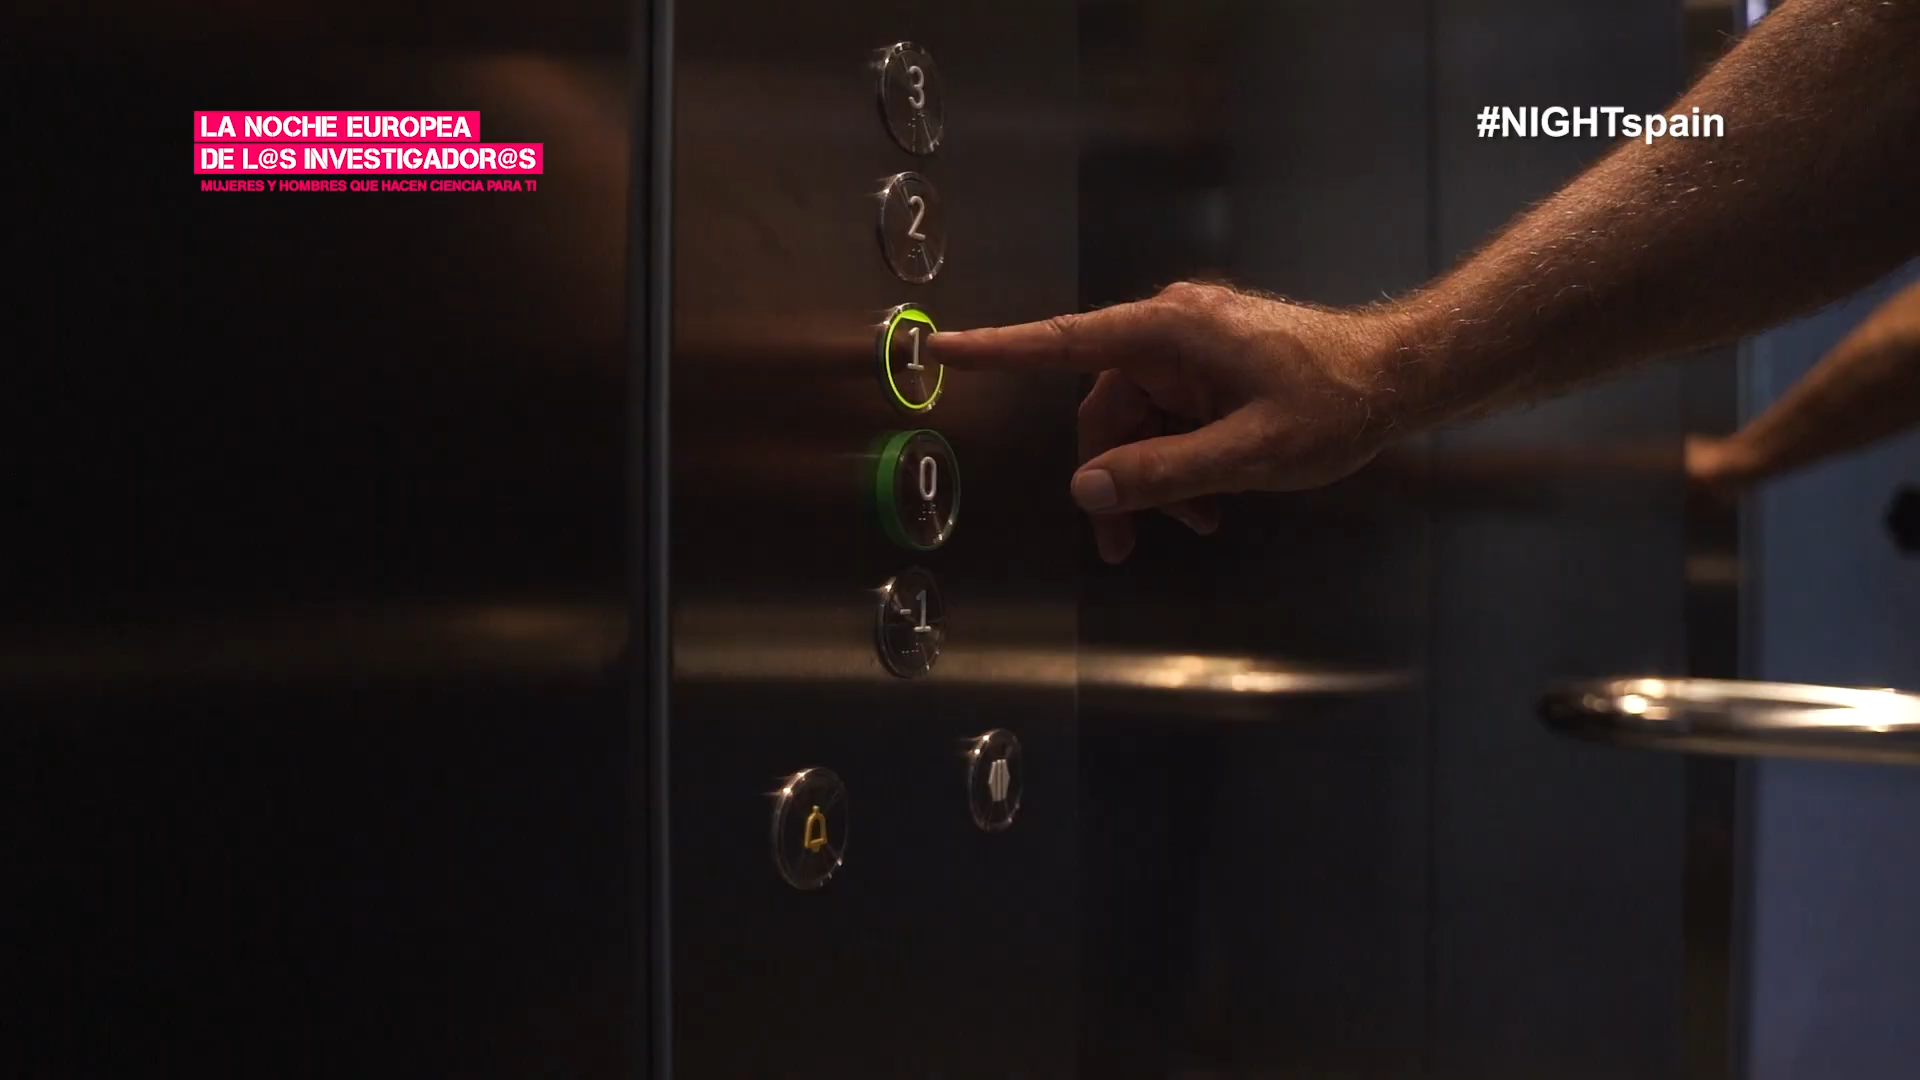 LA NOCHE EUROPEA
DE L@S INVESTIGADOR@S
MUJERES Y HOMBRES QUE HACEN CIENCIA PARA TI
#NIGHTspain
3
2
1
0
-1